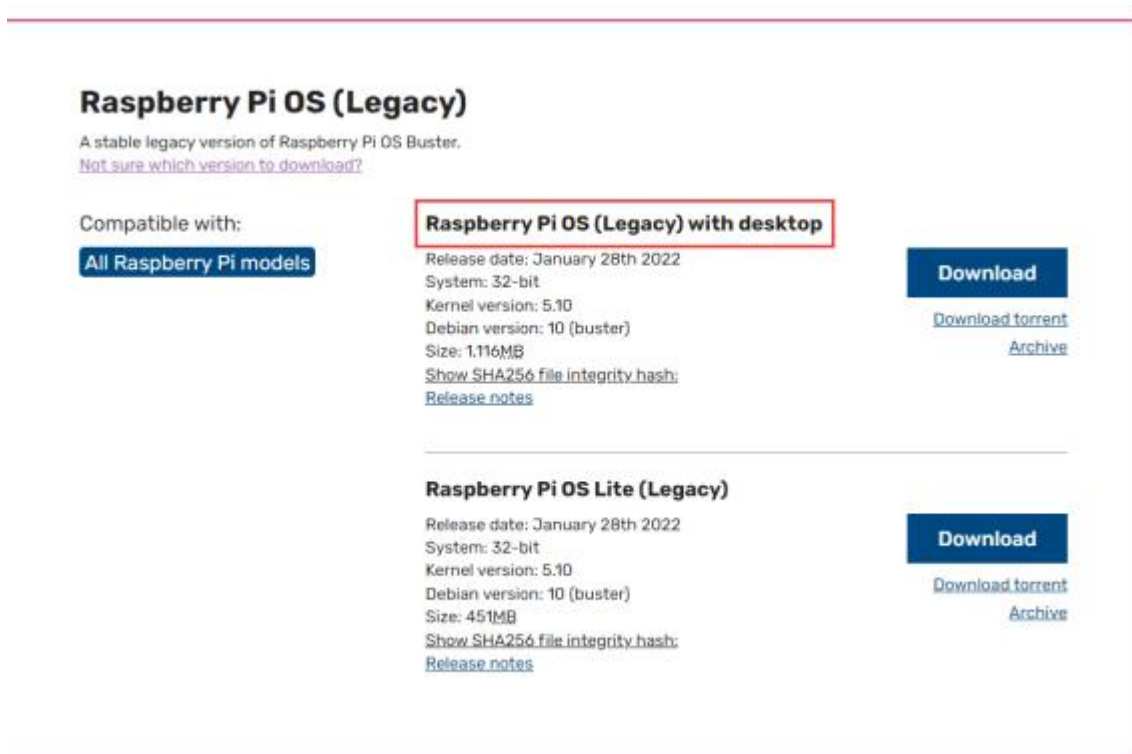 Raspberry Pi OS (Legacy)
A stable legacy version of Raspberry Pi OS Buster.
Not sure which version to download?
Compatible with:
All Raspberry Pi models
Raspberry Pi OS (Legacy) with desktop
Release date: January 28th 2022
System: 32-bit
Kernel version: 5.10
Debian version: 10 (buster)
Size: 1,116MB
Show SHA256 file integrity hash:
Release notes
Download
Download torrent
Archive
Raspberry Pi OS Lite (Legacy)
Release date: January 28th 2022
System: 32-bit
Kernel version: 5.10
Debian version: 10 (buster)
Size: 451MB
Show SHA256 file integrity hash:
Release notes
Download
Download torrent
Archive